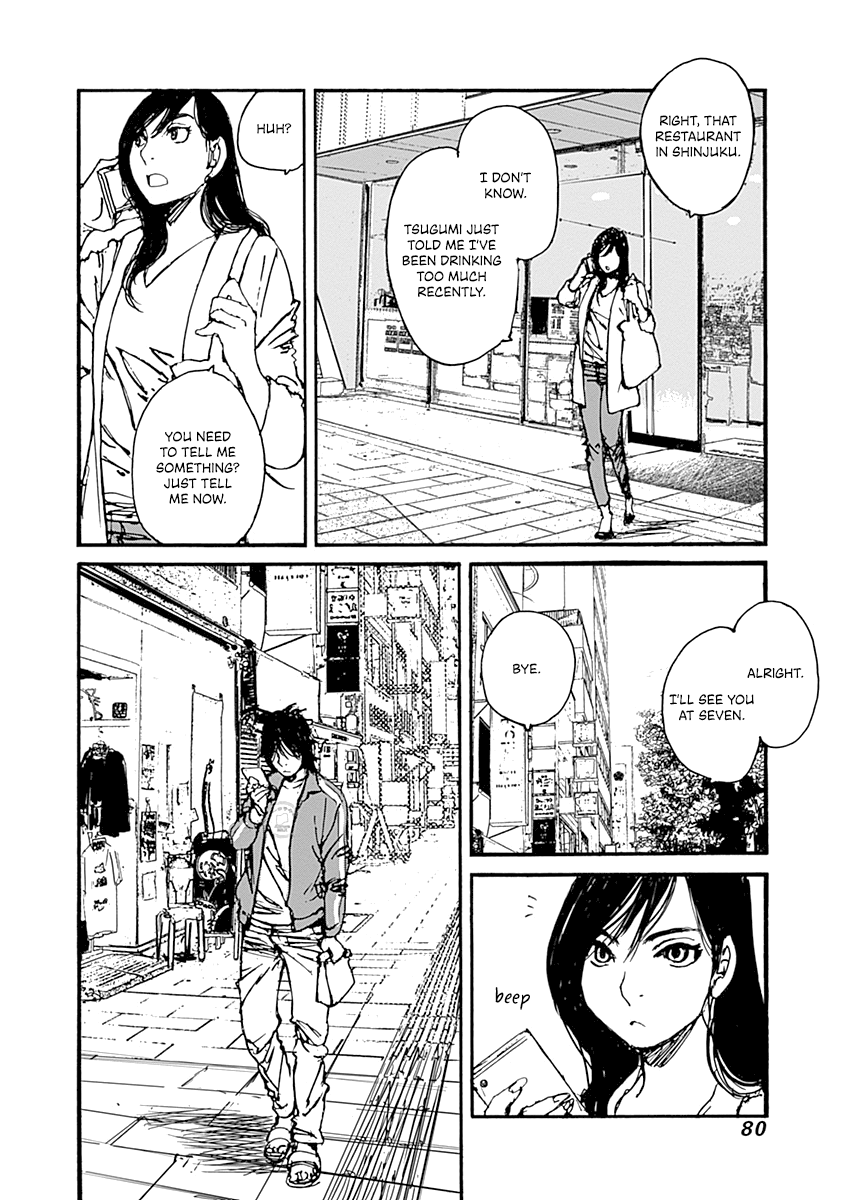 RIGHT, THAT
RESTAURANT
IN SHINJUKU.
I DON'T
KNOW.
TSUGUMI JUST
TOLD ME I'VE
BEEN DRINKING
TOO MUCH
RECENTLY.
HUH?
YOU NEED
TO TELL ME
SOMETHING?
JUST TELL
ME NOW.
ALRIGHT.
I'LL SEE YOU
AT SEVEN.
BYE.
beep
80